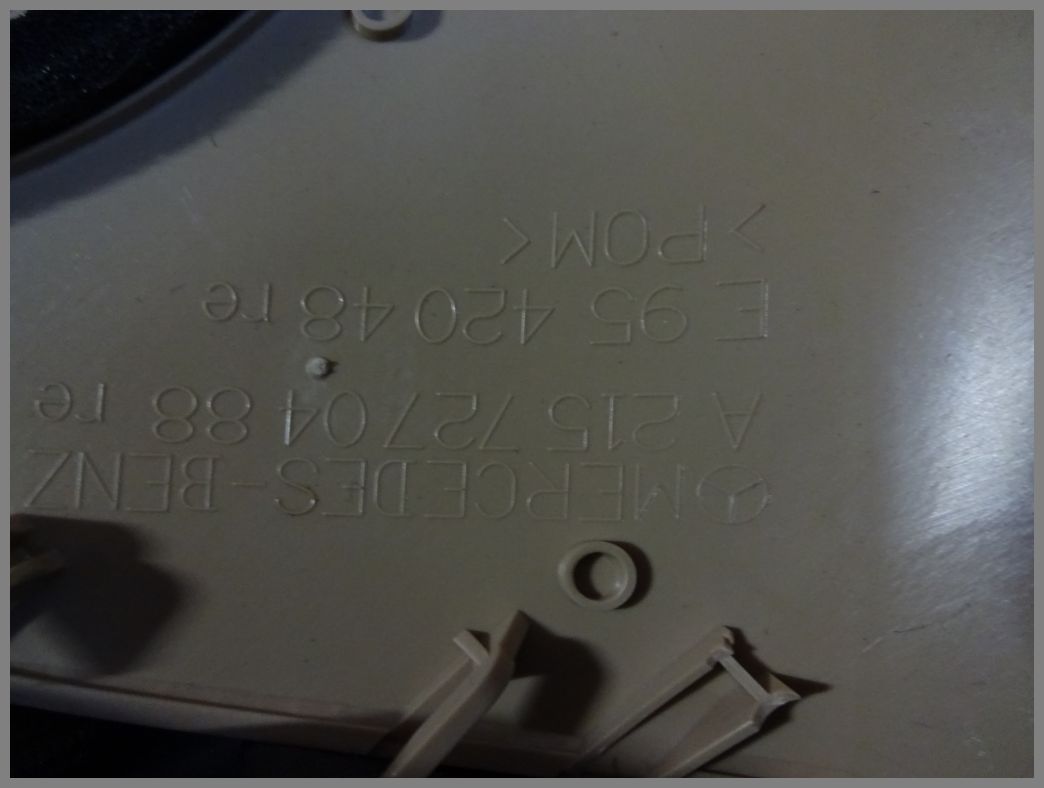 MERCEDES-BENZ
A 215 727 04 88 re
E 95 420 48 re
>POM<